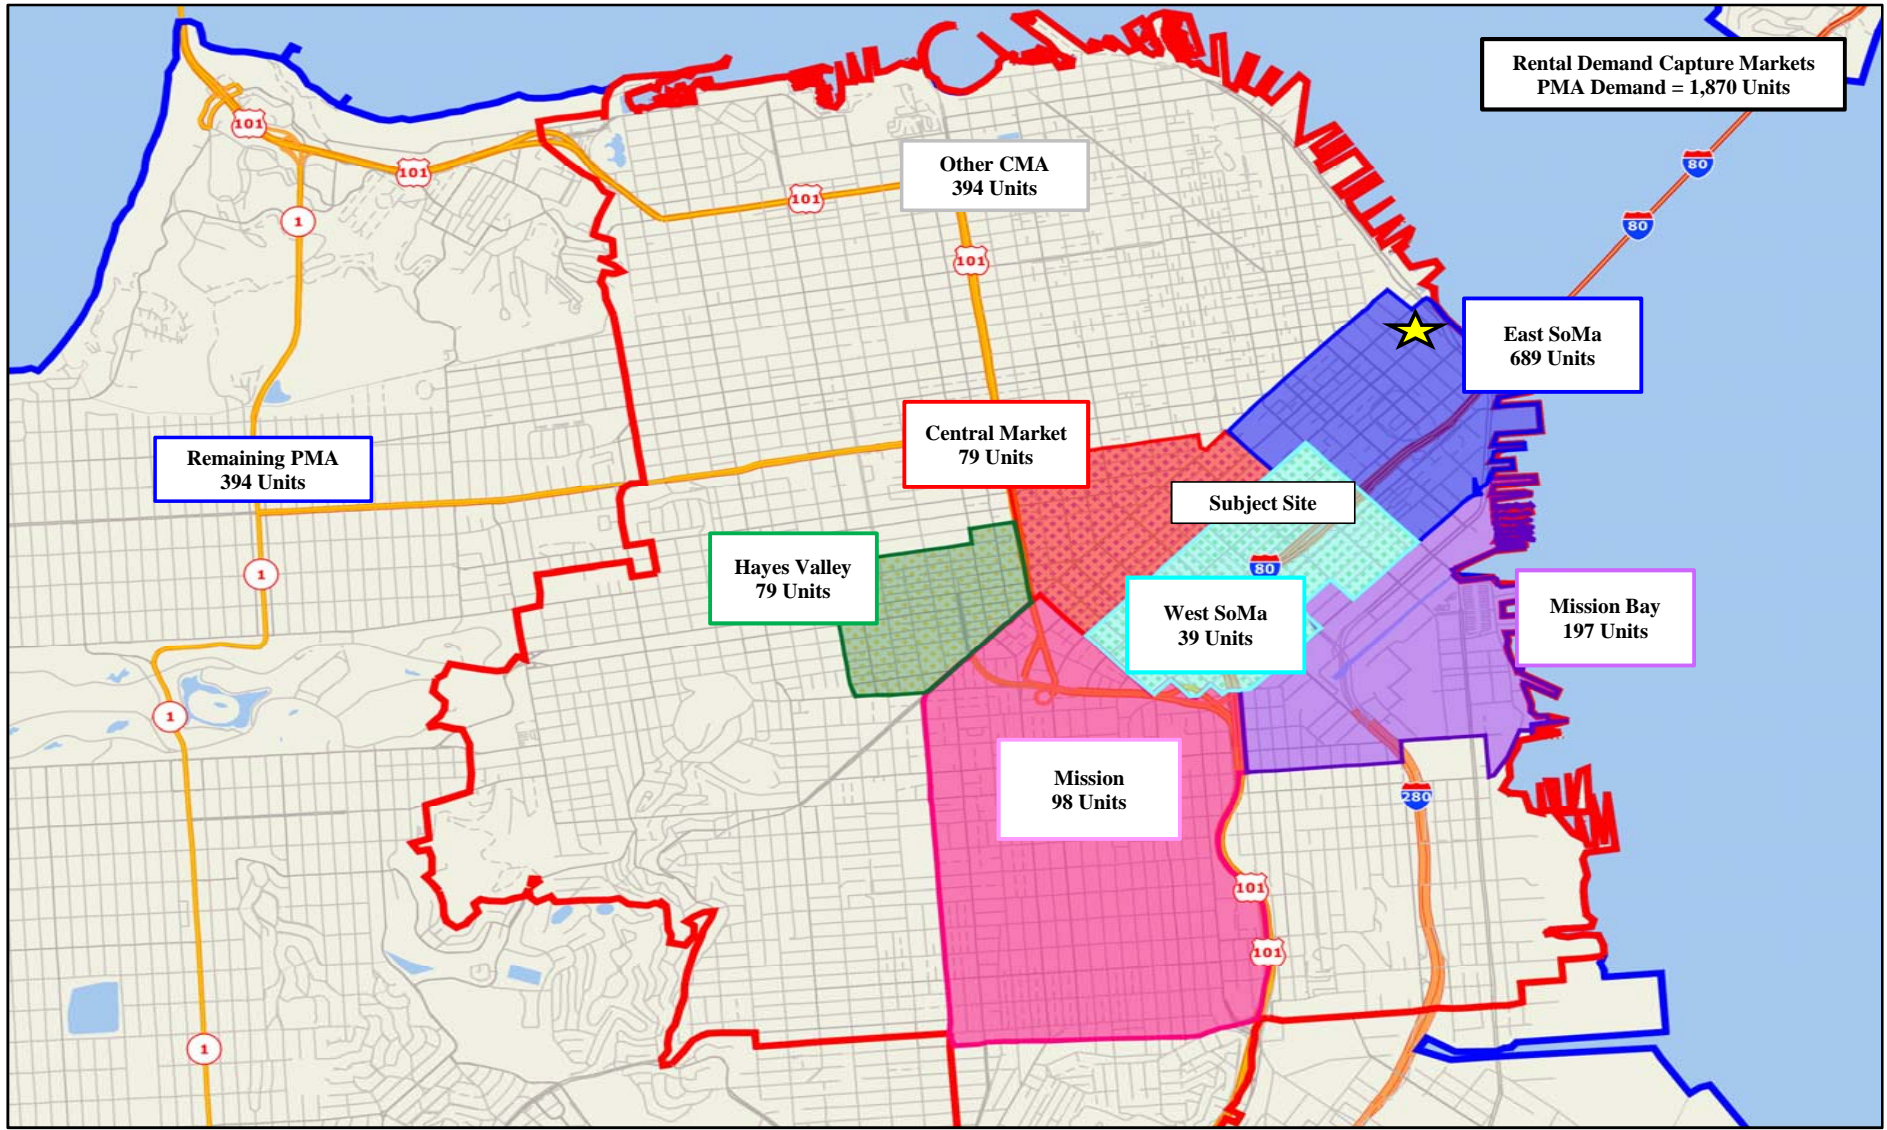 Rental Demand Capture Markets
PMA Demand = 1,870 Units
101
101
Other CMA
394 Units
80
101
1
80
101
East SoMa
689 Units
Central Market
79 Units
Remaining PMA
394 Units
Subject Site
Hayes Valley
79 Units
80
1
West SoMa
39 Units
Mission Bay
197 Units
1
Mission
98 Units
280
101
101
1